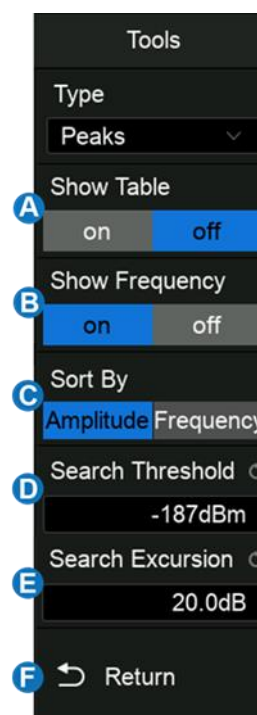 Tools
Type
Peaks
Show Table
A
on off
Show Frequency
B
on off
Sort By
C
Amplitude Frequency
Search Threshold
D
-187dBm
Search Excursion
E
20.0dB
F Return